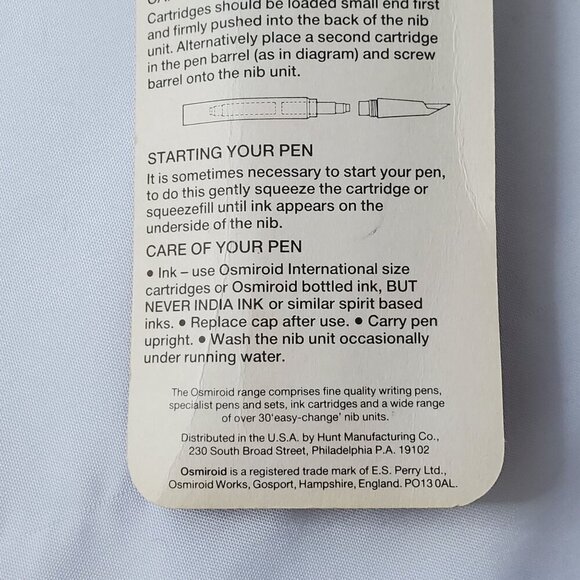 Cartridges should be loaded small end first
and firmly pushed into the back of the nib
unit. Alternatively place a second cartridge
in the pen barrel (as in diagram) and screw
barrel onto the nib unit.
STARTING YOUR PEN
It is sometimes necessary to start your pen,
to do this gently squeeze the cartridge or
squeezefill until ink appears on the
underside of the nib.
CARE OF YOUR PEN
• Ink – use Osmiroid International size
cartridges or Osmiroid bottled ink, BUT
NEVER INDIA INK or similar spirit based
inks. • Replace cap after use. • Carry pen
upright. • Wash the nib unit occasionally
under running water.
The Osmiroid range comprises fine quality writing pens,
specialist pens and sets, ink cartridges and a wide range
of over 30'easy-change' nib units.
Distributed in the U.S.A. by Hunt Manufacturing Co.,
230 South Broad Street, Philadelphia P.A. 19102
Osmiroid is a registered trade mark of E.S. Perry Ltd.,
Osmiroid Works, Gosport, Hampshire, England. PO13 0AL.